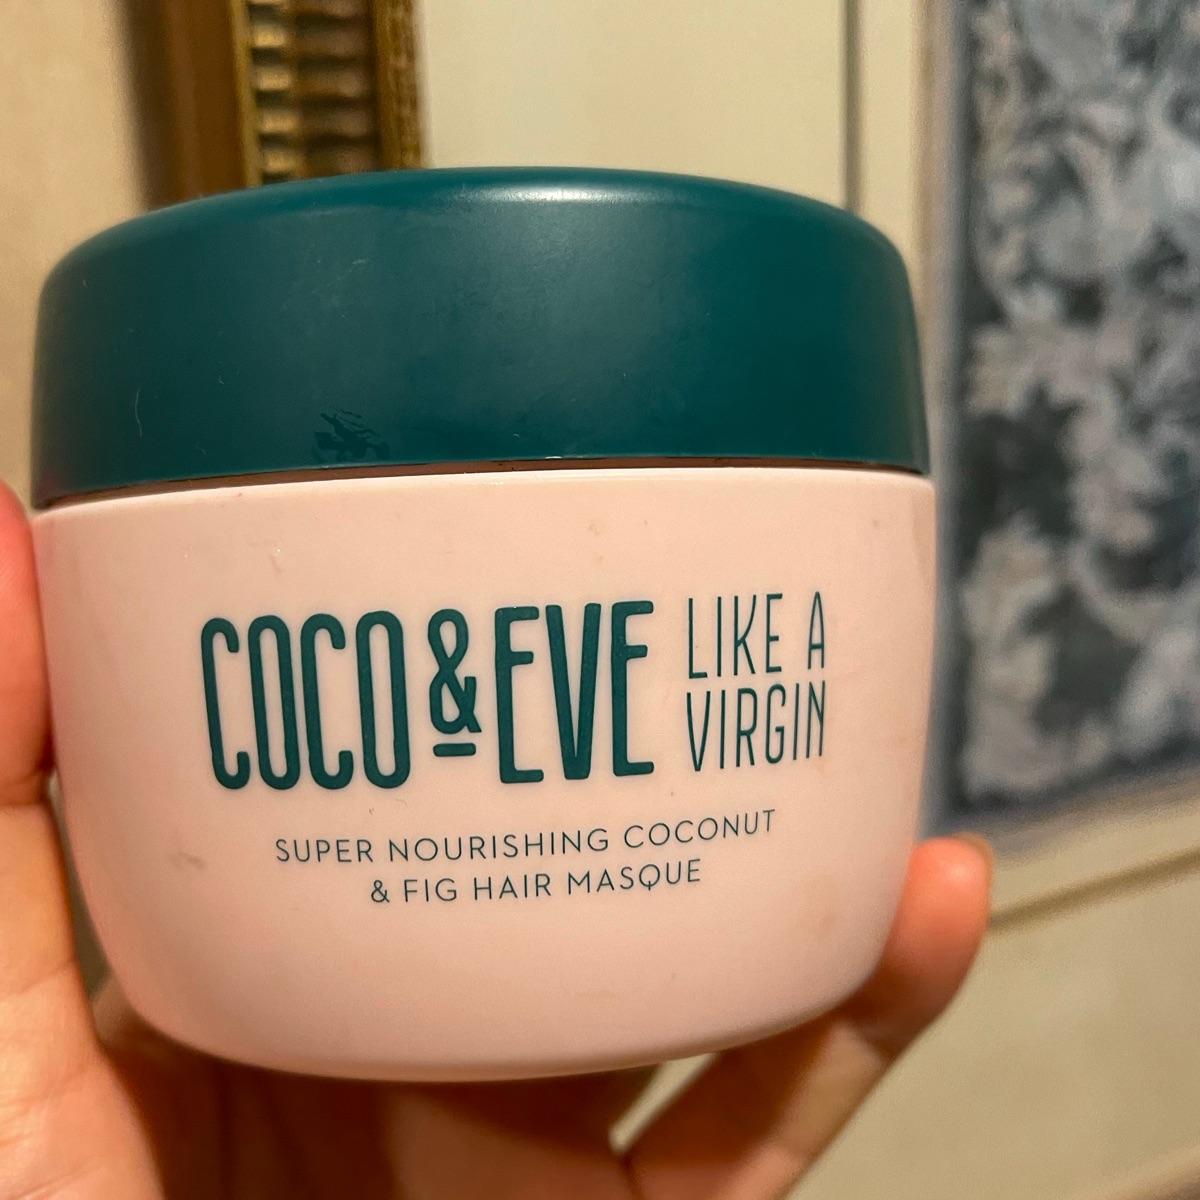 COCO & EVE LIKE A
VIRGIN
SUPER NOURISHING COCONUT
& FIG HAIR MASQUE